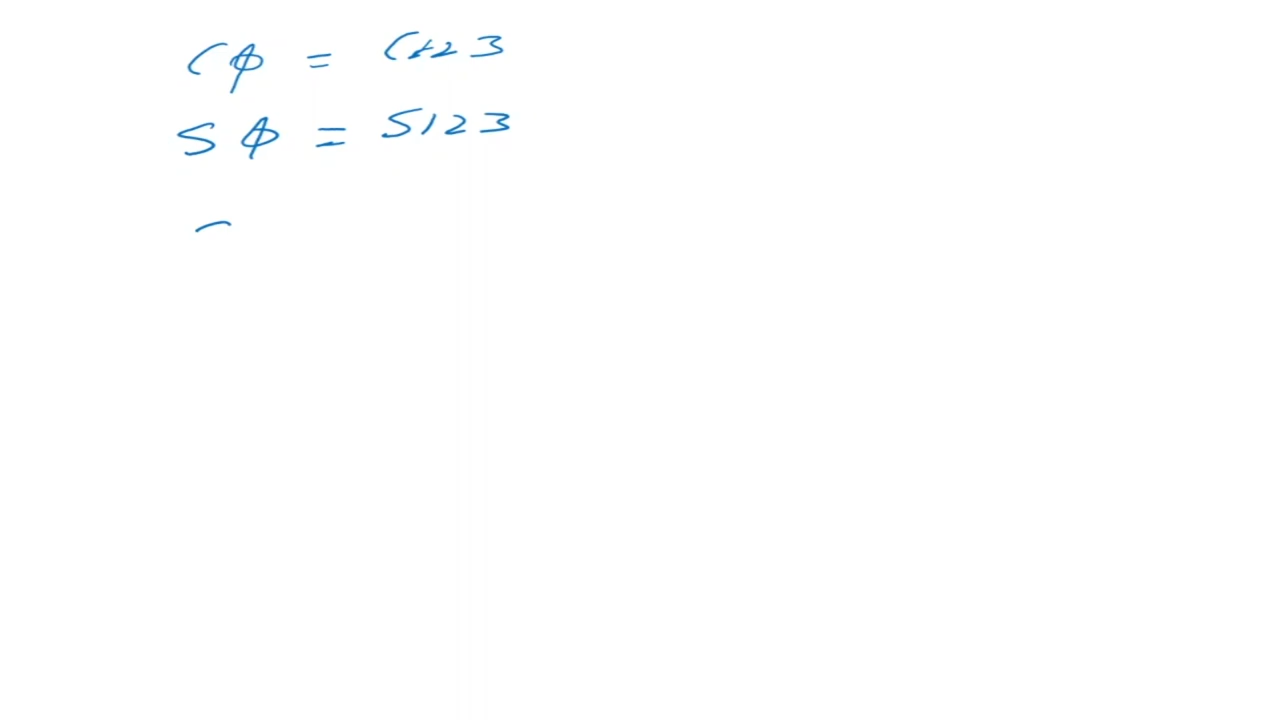 Cϕ = C123
Sϕ = S123